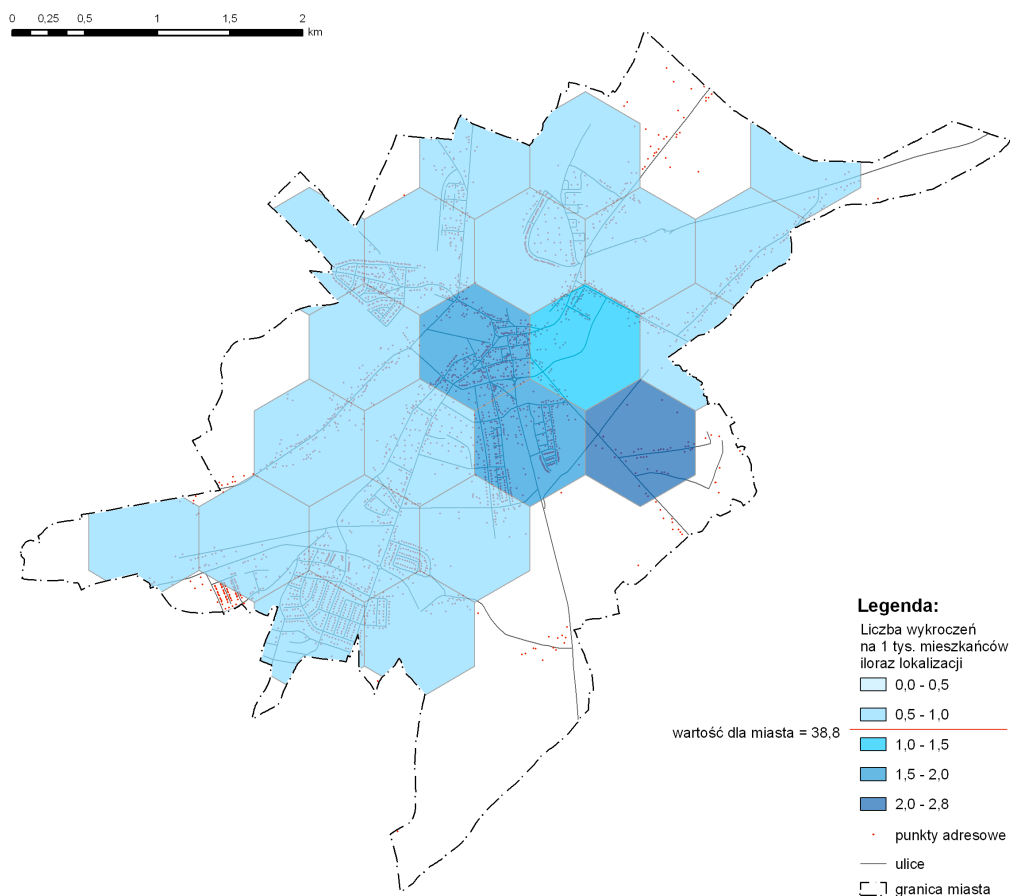 0 0,25 0,5 1 1,5 2
km
Legenda:
Liczba wykroczeń
na 1 tys. mieszkańców
iloraz lokalizacji
0,0 - 0,5
0,5 - 1,0
wartość dla miasta = 38,8
1,0 - 1,5
1,5 - 2,0
2,0 - 2,8
punkty adresowe
ulice
granica miasta